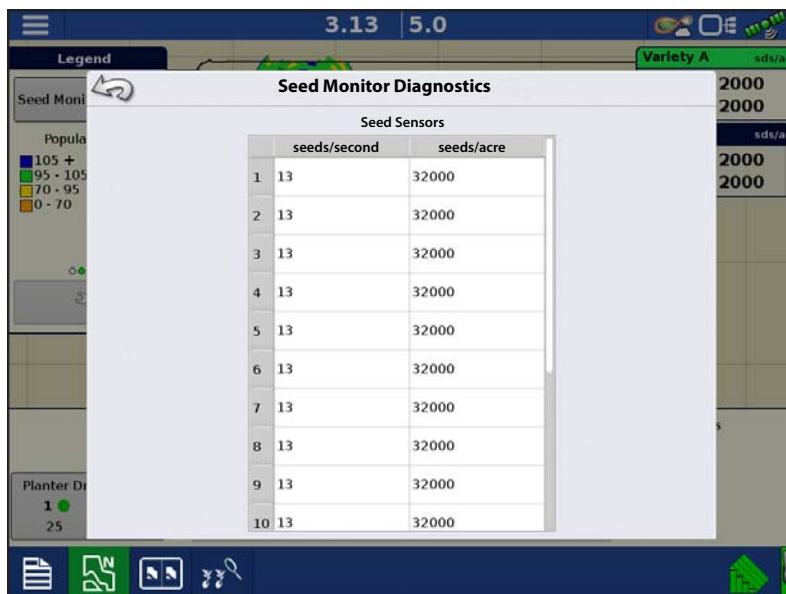 3.13 5.0
Legend
Variety A sds/a
Seed Monitor Diagnostics
2000
Seed Moni
2000
Seed Sensors
sds/a
Popula
seeds/second seeds/acre
2000
105 +
95 - 105
1 13 32000
2000
70 - 95
0 - 70
2 13 32000
3 13 32000
4 13 32000
5 13 32000
6 13 32000
7 13 32000
s
8 13 32000
Planter Dr
9 13 32000
1
25
10 13 32000
N